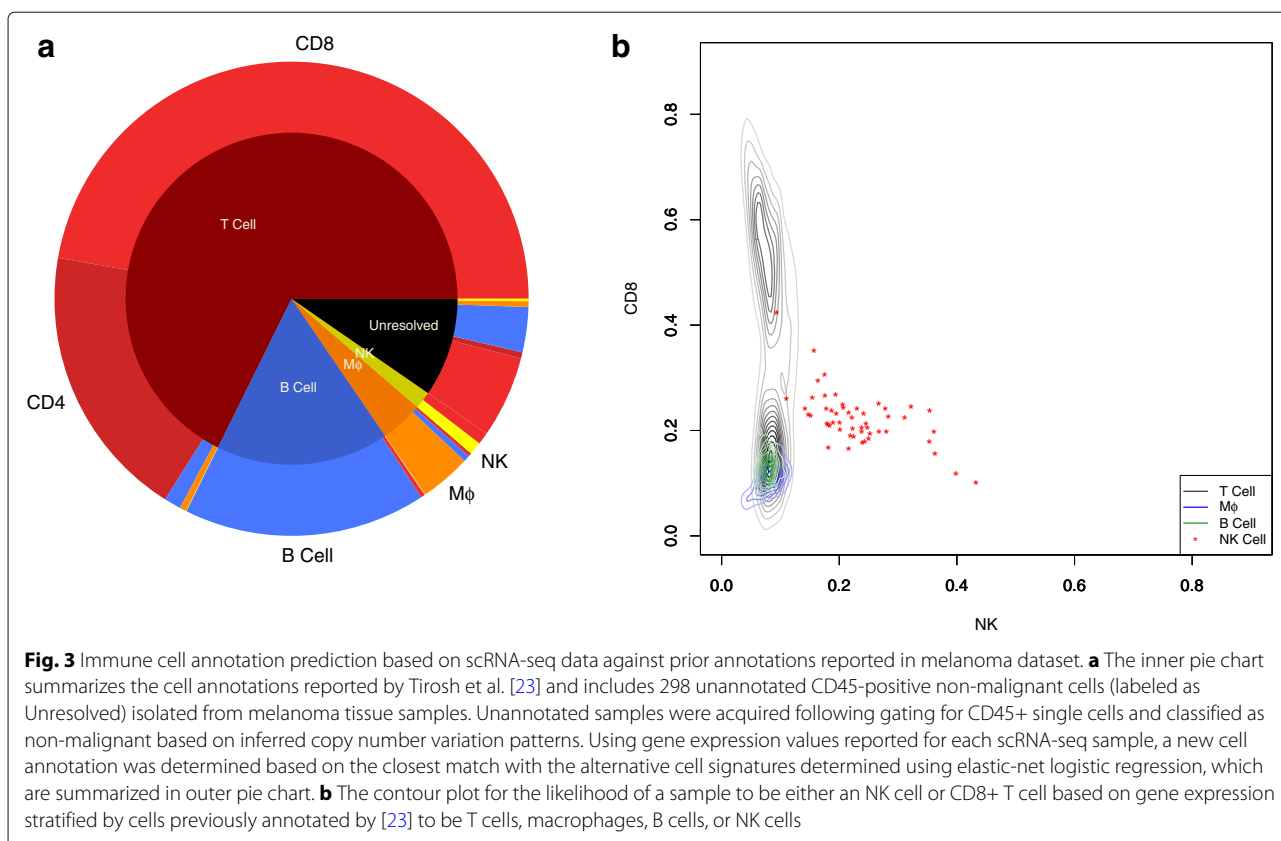 a
CD8
T Cell
Unresolved
NK
Mϕ
B Cell
CD4
NK
Mϕ
B Cell
b
CD8
0.8
0.6
0.4
0.2
0.0
T Cell
Mϕ
B Cell
NK Cell
0.0 0.2 0.4 0.6 0.8
NK
Fig. 3 Immune cell annotation prediction based on scRNA-seq data against prior annotations reported in melanoma dataset. a The inner pie chart
summarizes the cell annotations reported by Tirosh et al. [23] and includes 298 unannotated CD45-positive non-malignant cells (labeled as
Unresolved) isolated from melanoma tissue samples. Unannotated samples were acquired following gating for CD45+ single cells and classified as
non-malignant based on inferred copy number variation patterns. Using gene expression values reported for each scRNA-seq sample, a new cell
annotation was determined based on the closest match with the alternative cell signatures determined using elastic-net logistic regression, which
are summarized in outer pie chart. b The contour plot for the likelihood of a sample to be either an NK cell or CD8+ T cell based on gene expression
stratified by cells previously annotated by [23] to be T cells, macrophages, B cells, or NK cells